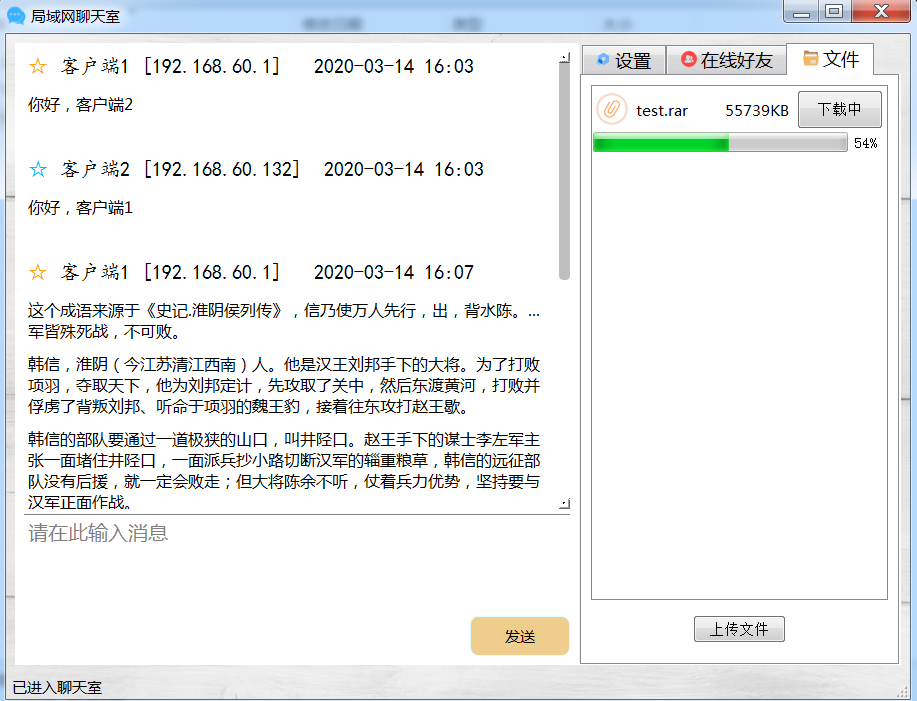 局域网聊天室
客户端1 [192.168.60.1] 2020-03-14 16:03
你好，客户端2
客户端2 [192.168.60.132] 2020-03-14 16:03
你好，客户端1
客户端1 [192.168.60.1] 2020-03-14 16:07
这个成语来源于《史记.淮阴侯列传》，信乃使万人先行，出，背水陈。...
军皆殊死战，不可败。
韩信，淮阴（今江苏清江西南）人。他是汉王刘邦手下的大将。为了打败
项羽，夺取天下，他为刘邦定计，先攻取了关中，然后东渡黄河，打败并
俘虏了背叛刘邦、听命于项羽的魏王豹，接着往东攻打赵王歇。
韩信的部队要通过一道极狭的山口，叫井陉口。赵王手下的谋士李左军主
张一面堵住井陉口，一面派兵抄小路切断汉军的辎重粮草，韩信的远征部
队没有后援，就一定会败走；但大将陈余不听，仗着兵力优势，坚持要与
汉军正面作战。
请在此输入消息
发送
设置 在线好友 文件
test.rar 55739KB 下载中
54%
上传文件
已进入聊天室